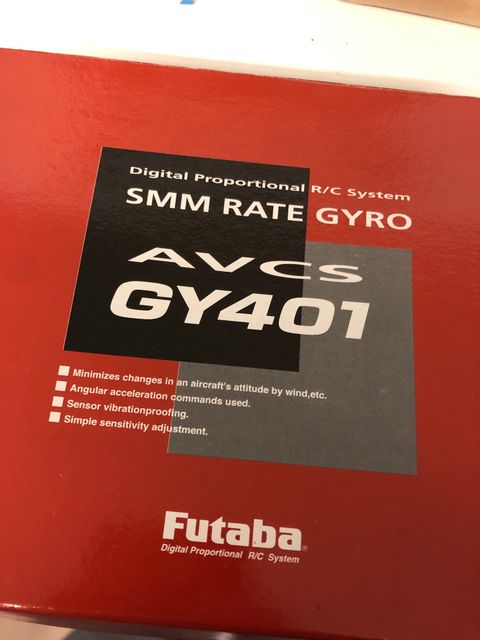 Digital Proportional R/C System
SMM RATE GYRO
AVCS
GY401
Minimizes changes in an aircraft's attitude by wind,etc.
Angular acceleration commands used.
Sensor vibrationproofing.
Simple sensitivity adjustment.
Futaba®
Digital Proportional R/C System